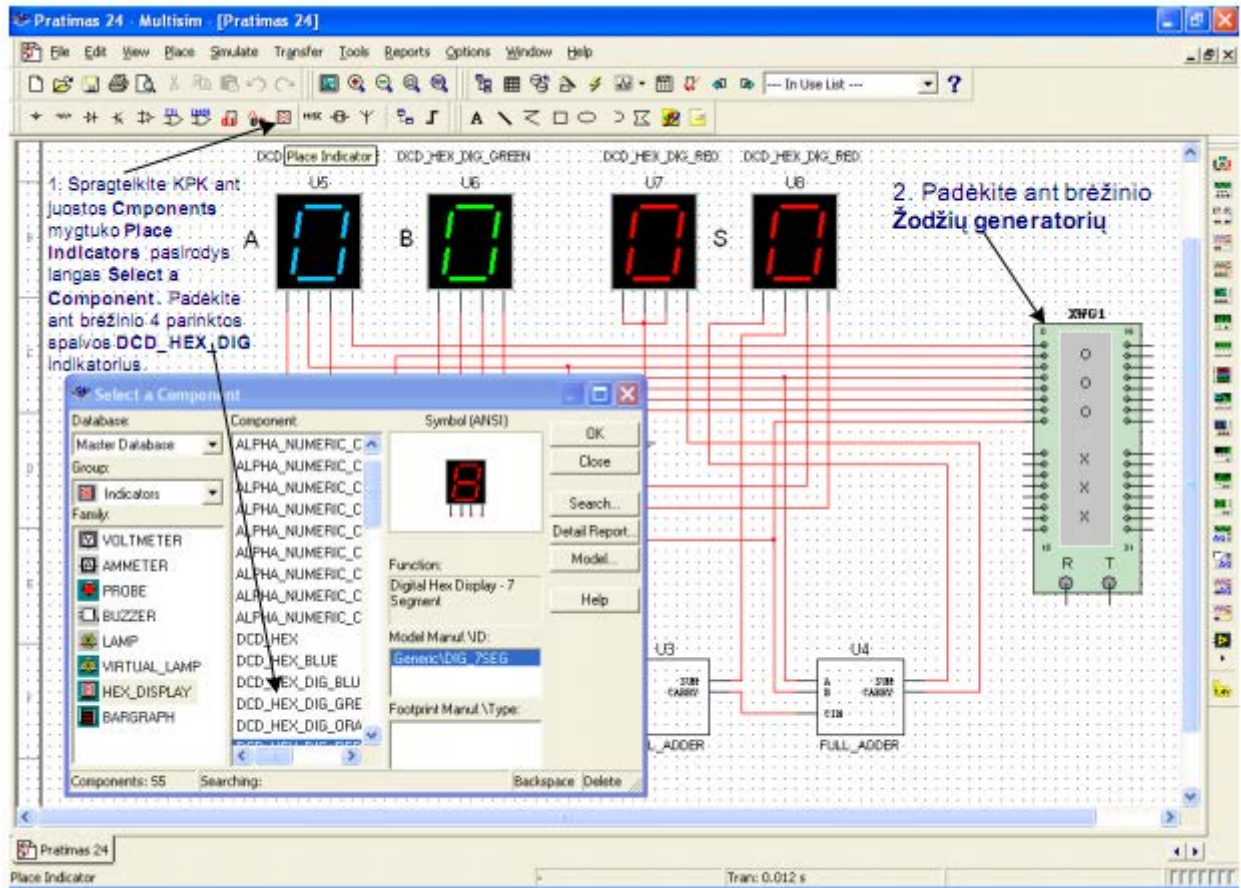 Pratimas 24 - Multisim - [Pratimas 24]
File Edit View Place Simulate Transfer Tools Reports Options Window Help
--- In Use List ---
?
A
DCD
Place Indicator
DCD_HEX_DIG_GREEN
DCD_HEX_DIG_RED
DCD_HEX_DIG_RED
U5
U6
U7
U8
A
B
S
1. Spragtelkite KPK ant
juostos Cmponents
mygtuko Place
Indicators pasirodys
langas Select a
Component. Padėkite
ant brėžinio 4 parinktos
spalvos DCD_HEX_DIG
indikatorius.
2. Padėkite ant brėžinio
Žodžių generatorių
XWG1
O
O
O
X
X
X
R T
Select a Component
Database:
Master Database
Group:
Indicators
Family:
VOLTMETER
AMMETER
PROBE
BUZZER
LAMP
VIRTUAL_LAMP
HEX_DISPLAY
BARGRAPH
Component:
ALPHA_NUMERIC_C
ALPHA_NUMERIC_C
ALPHA_NUMERIC_C
ALPHA_NUMERIC_C
ALPHA_NUMERIC_C
ALPHA_NUMERIC_C
ALPHA_NUMERIC_C
ALPHA_NUMERIC_C
ALPHA_NUMERIC_C
DCD_HEX
DCD_HEX_BLUE
DCD_HEX_DIG_BLU
DCD_HEX_DIG_GRE
DCD_HEX_DIG_ORA
DCD_HEX_DIG_RED
Symbol (ANSI)
Function:
Digital Hex Display - 7
Segment
Model Manuf.\ID:
Generic\DIG_7SEG
Footprint Manuf.\Type:
OK
Close
Search...
Detail Report...
Model...
Help
Components: 55 Searching: Backspace Delete
U3
SUM
CARRY
L_ADDER
U4
A SUM
B CARRY
CIN
FULL_ADDER
Pratimas 24
Place Indicator
Tran: 0.012 s